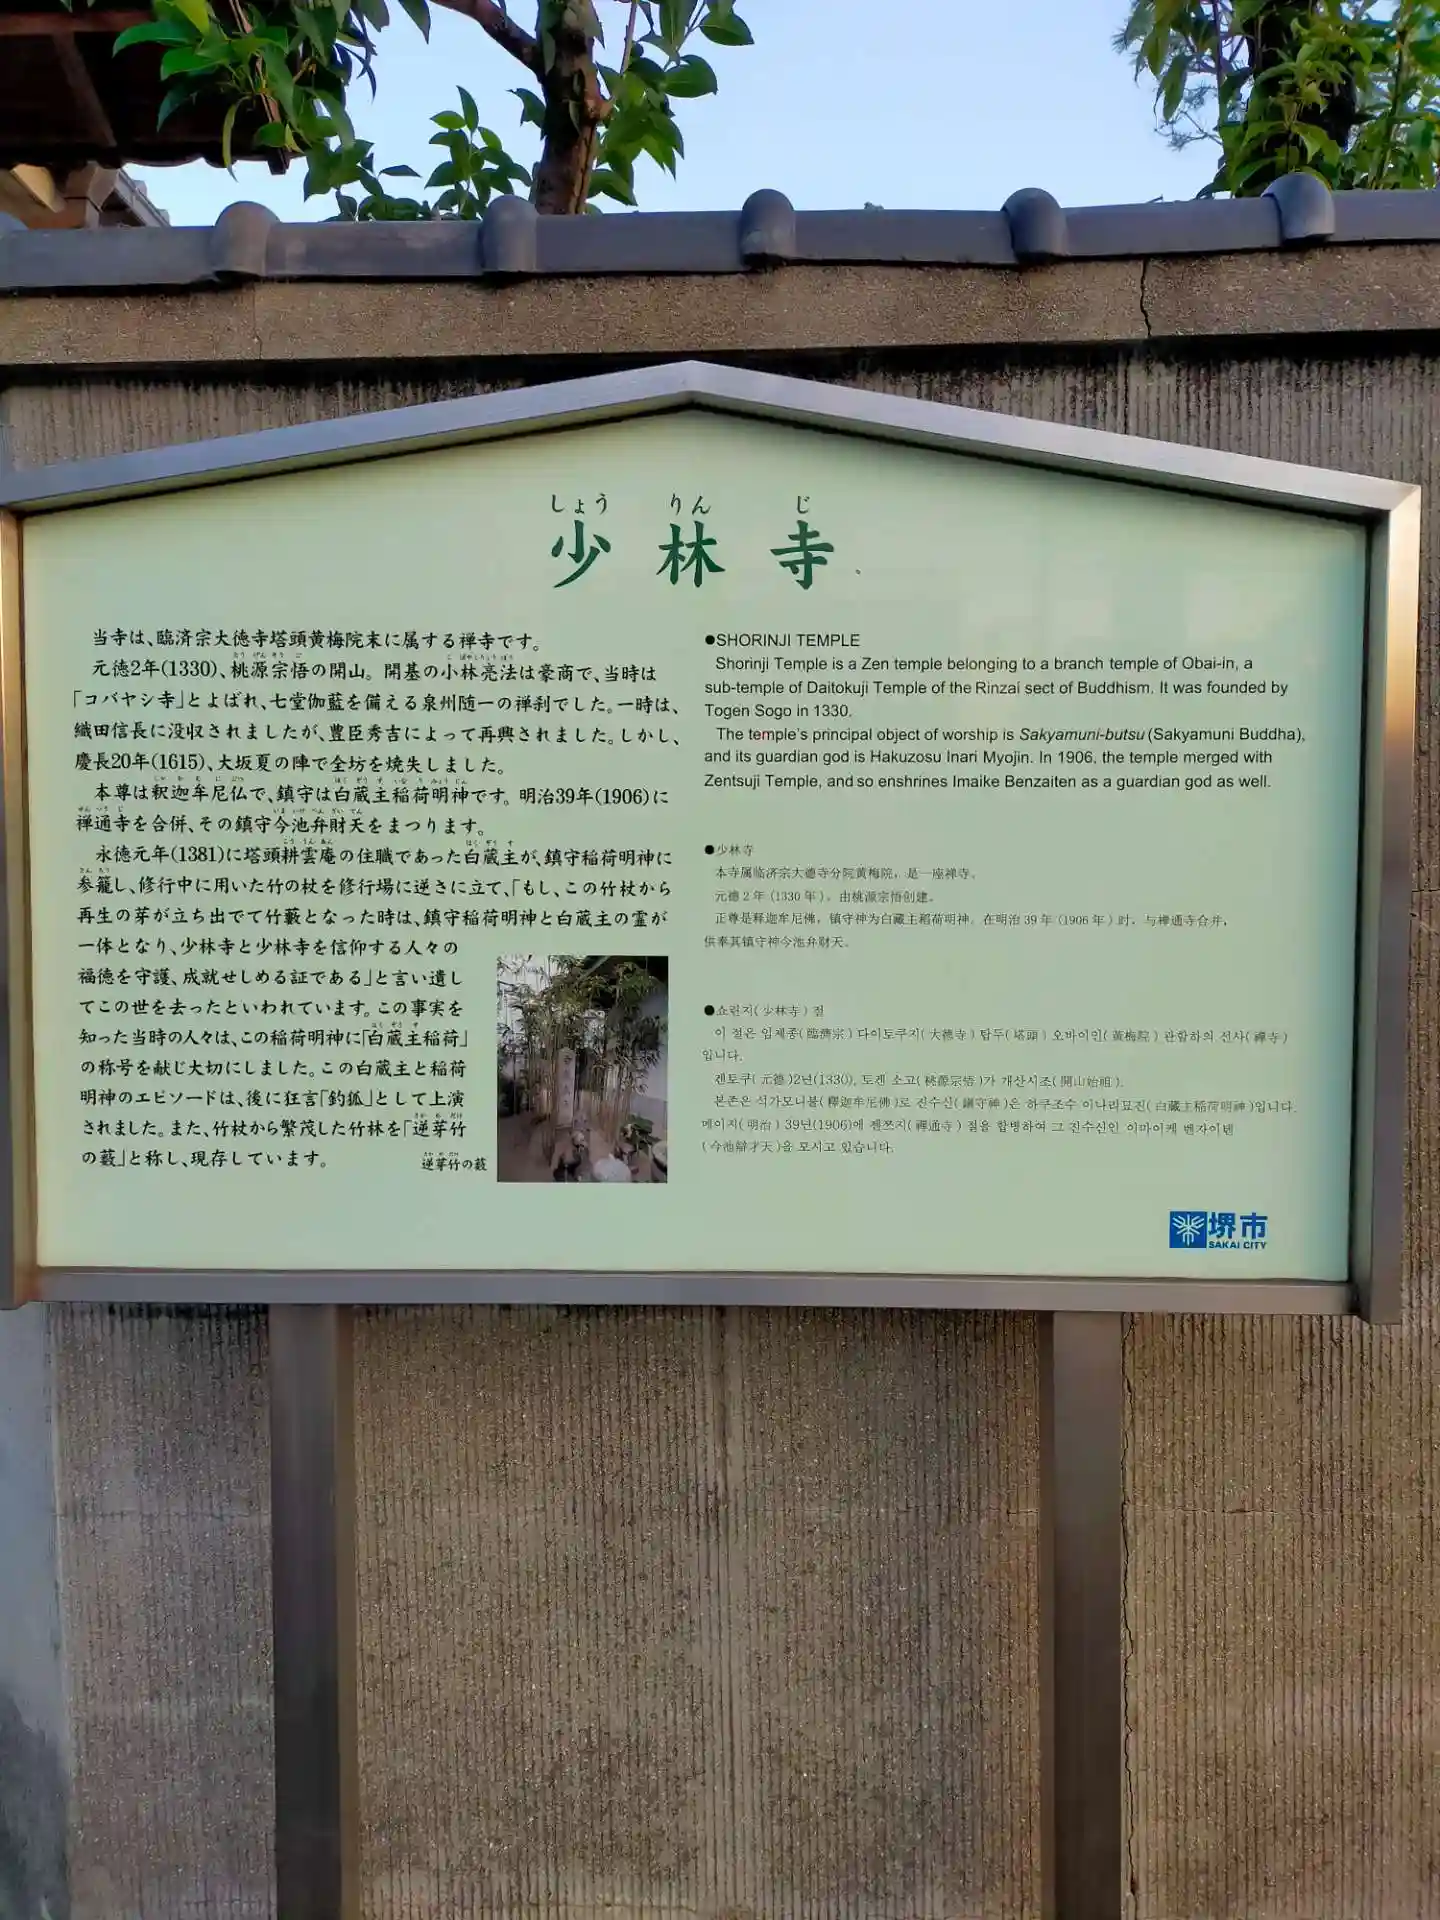 しょう りん じ
少林寺
当寺は、臨済宗大徳寺塔頭黄梅院末に属する禅寺です。
元徳2年(1330)、桃源宗悟の開山。開基の小林亮法は豪商で、当時は
「コバヤシ寺」とよばれ、七堂伽藍を備える泉州随一の禅刹でした。一時は、
織田信長に没収されましたが、豊臣秀吉によって再興されました。しかし、
慶長20年(1615)、大坂夏の陣で全坊を焼失しました。
本尊は釈迦牟尼仏で、鎮守は白蔵主稲荷明神です。明治39年(1906)に
禅通寺を合併、その鎮守今池弁財天をまつります。
永徳元年(1381)に塔頭耕雲庵の住職であった白蔵主が、鎮守稲荷明神に
参籠し、修行中に用いた竹の杖を修行場に逆さに立て、「もし、この竹杖から
再生の芽が立ち出でて竹藪となった時は、鎮守稲荷明神と白蔵主の霊が
一体となり、少林寺と少林寺を信仰する人々の
福徳を守護、成就せしめる証である」と言い遺し
てこの世を去ったといわれています。この事実を
知った当時の人々は、この稲荷明神に「白蔵主稲荷」
の称号を献じ大切にしました。この白蔵主と稲荷
明神のエピソードは、後に狂言「釣狐」として上演
されました。また、竹杖から繁茂した竹林を「逆芽竹
の藪」と称し、現存しています。
逆芽竹の藪
●SHORINJI TEMPLE
Shorinji Temple is a Zen temple belonging to a branch temple of Obai-in, a
sub-temple of Daitokuji Temple of the Rinzai sect of Buddhism. It was founded by
Togen Sogo in 1330.
The temple's principal object of worship is Sakyamuni-butsu (Sakyamuni Buddha),
and its guardian god is Hakuzosu Inari Myojin. In 1906, the temple merged with
Zentsuji Temple, and so enshrines Imaike Benzaiten as a guardian god as well.
●少林寺
本寺属临济宗大德寺分院黄梅院，是一座禅寺。
元德2年(1330年)，由桃源宗悟创建。
正尊是释迦牟尼佛，镇守神为白藏主稻荷明神。在明治39年(1906年)时，与禅通寺合并，
供奉其镇守神今池弁财天。
●쇼린지(少林寺) 절
이 절은 임제종(臨濟宗) 다이토쿠지(大德寺) 탑두(塔頭) 오바이인(黃梅院) 관할하의 선사(禪寺)
입니다.
겐토쿠(元德)2년(1330), 토겐 소고(桃源宗悟)가 개산시조(開山始祖).
본존은 석가모니불(釋迦牟尼佛)로 진수신(鎭守神)은 하쿠조수 이나리묘진(白蔵主稲荷明神)입니다.
메이지(明治) 39년(1906)에 젠쯔지(禪通寺) 절을 합병하여 그 진수신인 이마이케 벤자이텐
(今池辯才天)을 모시고 있습니다.
堺市
SAKAI CITY